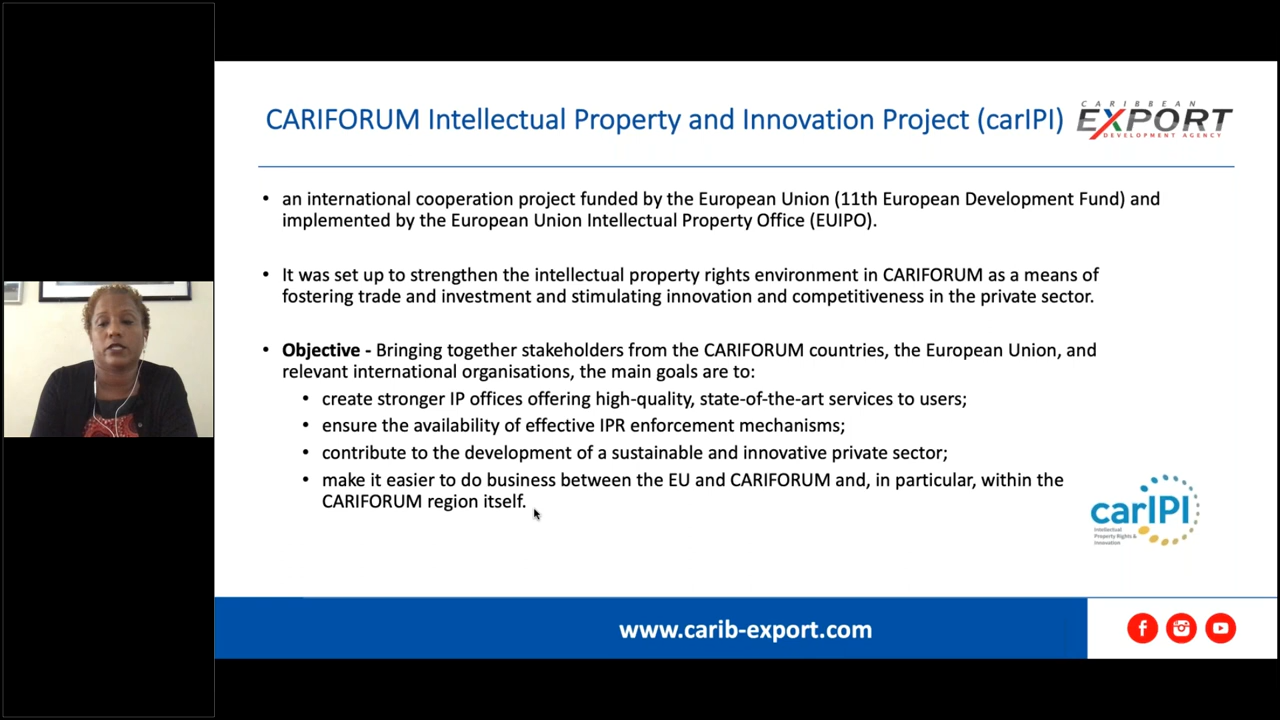 CARIFORUM Intellectual Property and Innovation Project (carIPI)
CARIBBEAN
EXPORT
DEVELOPMENT AGENCY
• an international cooperation project funded by the European Union (11th European Development Fund) and
implemented by the European Union Intellectual Property Office (EUIPO).
• It was set up to strengthen the intellectual property rights environment in CARIFORUM as a means of
fostering trade and investment and stimulating innovation and competitiveness in the private sector.
• Objective - Bringing together stakeholders from the CARIFORUM countries, the European Union, and
relevant international organisations, the main goals are to:
• create stronger IP offices offering high-quality, state-of-the-art services to users;
• ensure the availability of effective IPR enforcement mechanisms;
• contribute to the development of a sustainable and innovative private sector;
• make it easier to do business between the EU and CARIFORUM and, in particular, within the
CARIFORUM region itself.
carIPI
Intellectual
Property Rights &
Innovation
www.carib-export.com